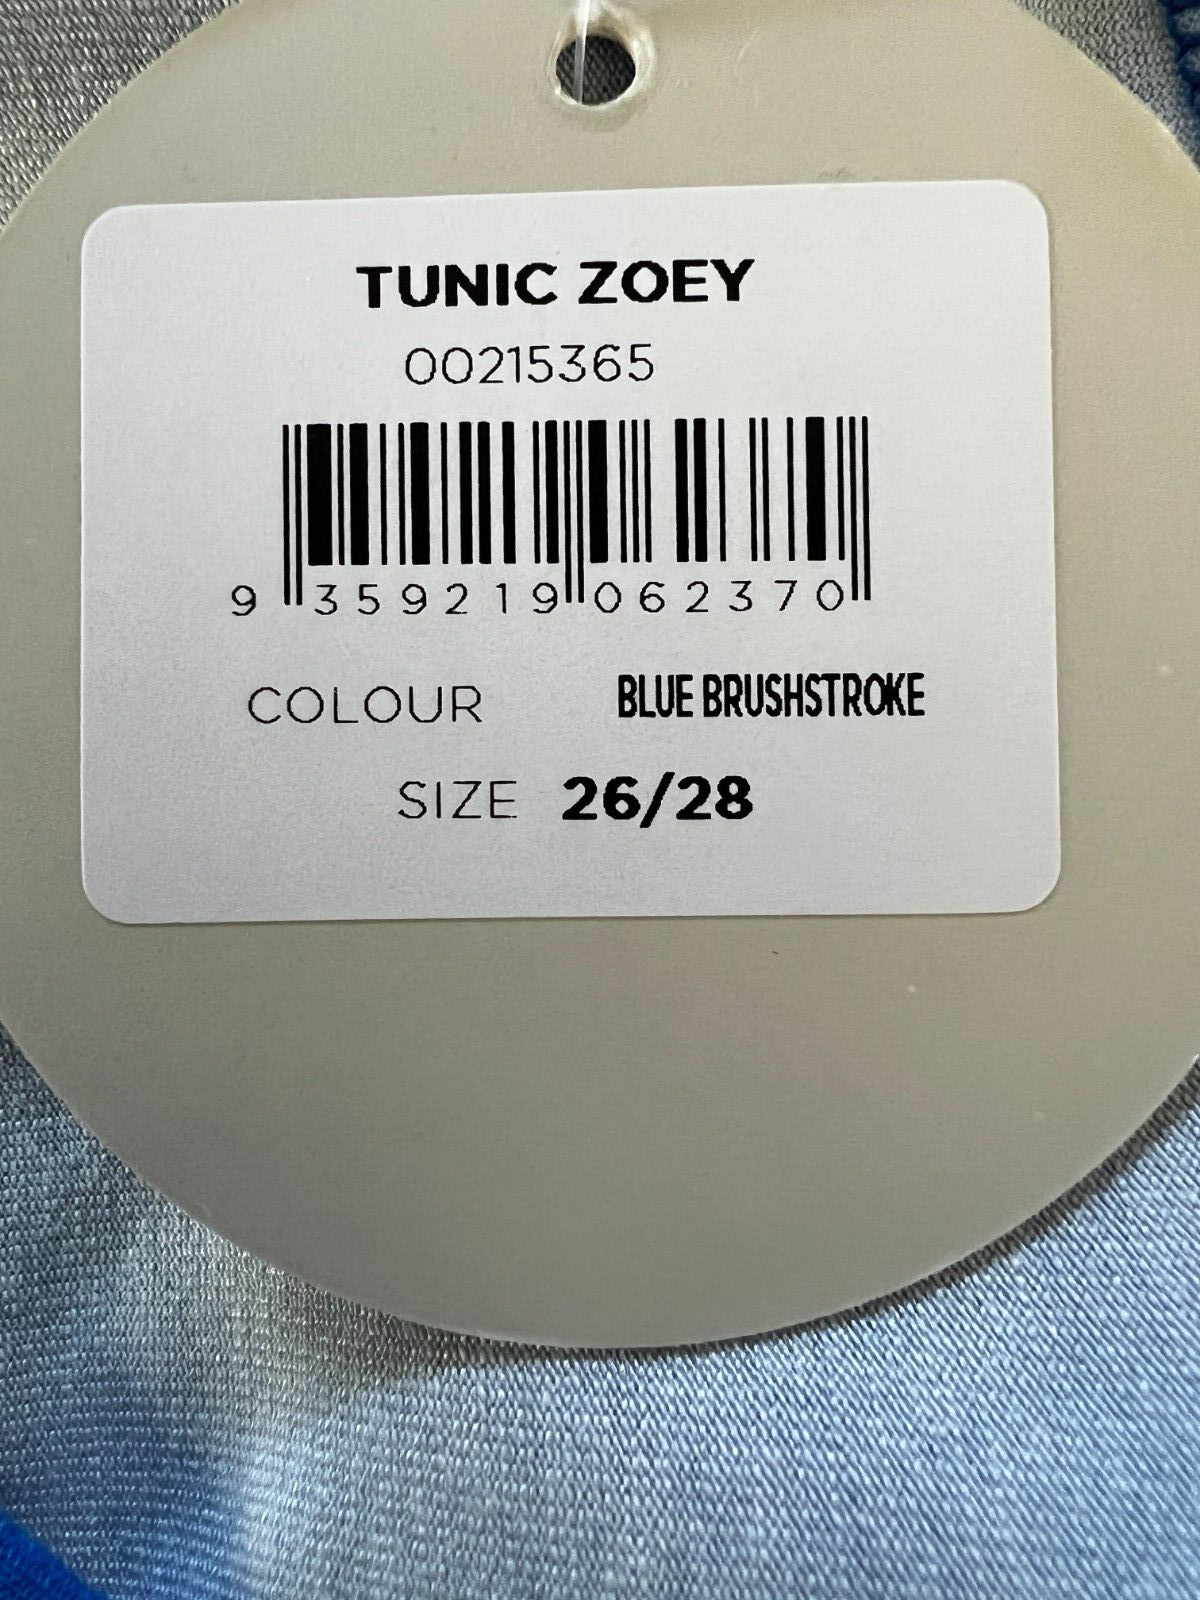 TUNIC ZOEY
00215365
9 359219 062370
COLOUR BLUE BRUSHSTROKE
SIZE 26/28